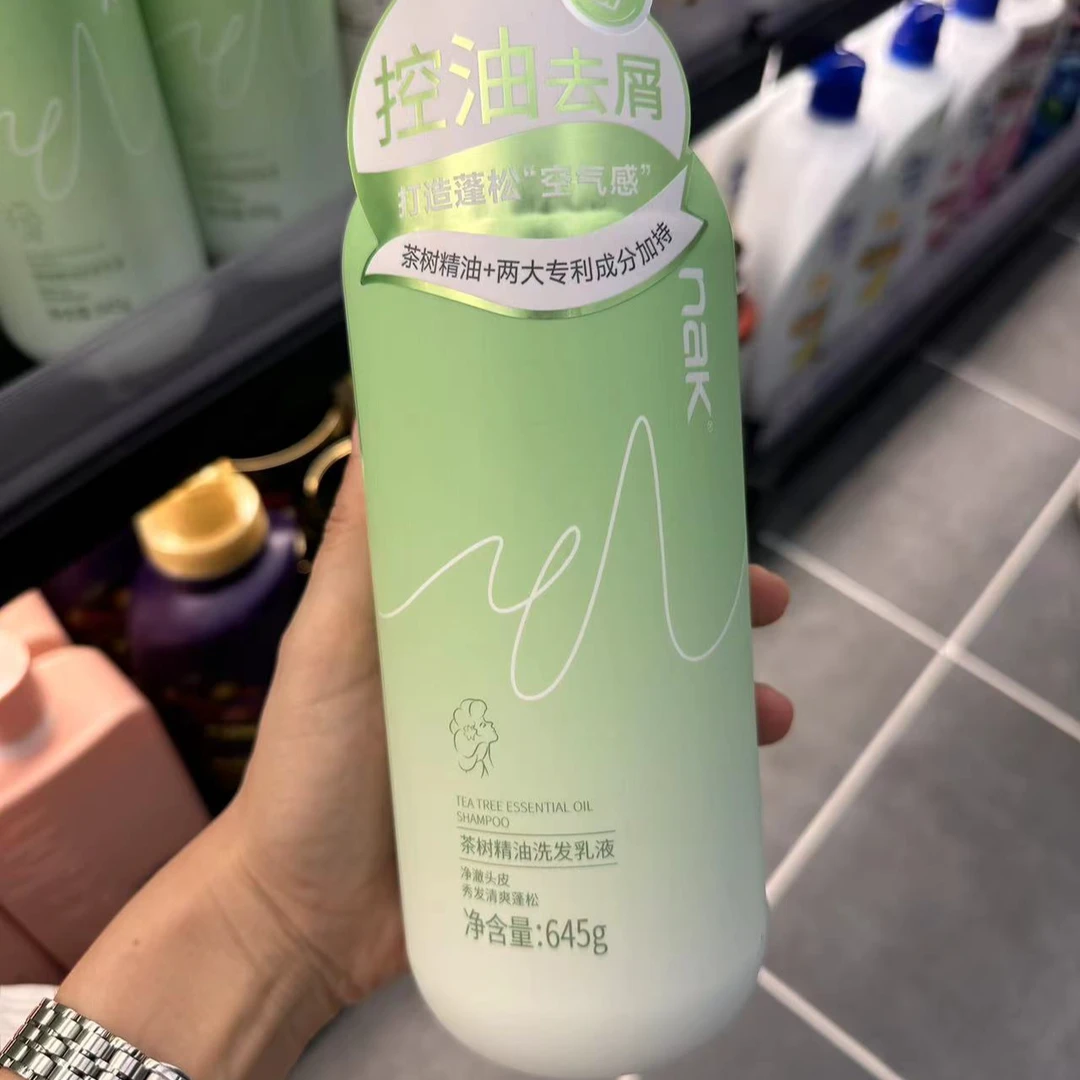 控油去屑
打造蓬松“空气感”
茶树精油+两大专利成分加持
nak
TEA TREE ESSENTIAL OIL
SHAMPOO
茶树精油洗发乳液
净澈头皮
秀发清爽蓬松
净含量:645g